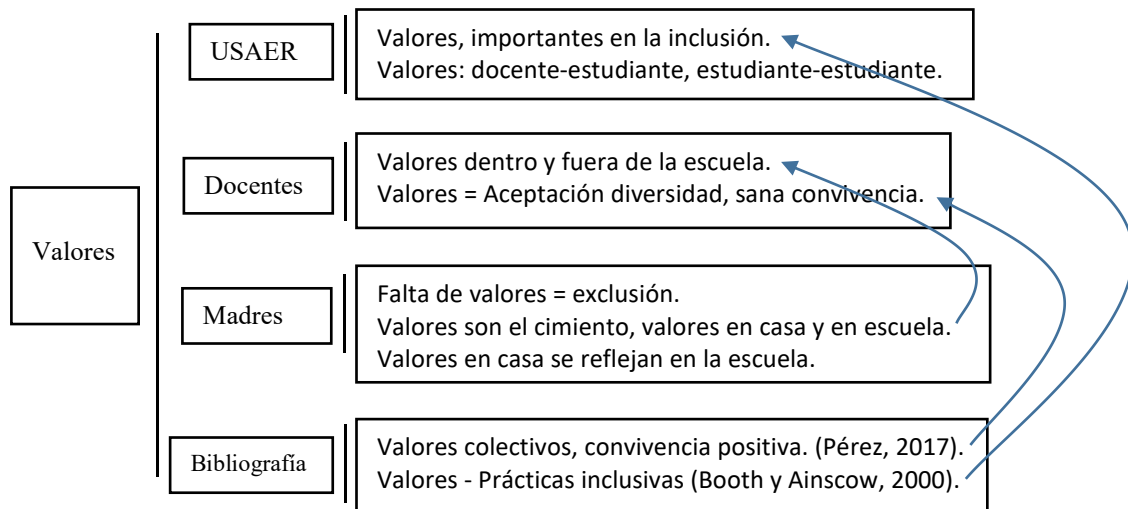 Valores
USAER
Valores, importantes en la inclusión.
Valores: docente-estudiante, estudiante-estudiante.
Docentes
Valores dentro y fuera de la escuela.
Valores = Aceptación diversidad, sana convivencia.
Madres
Falta de valores = exclusión.
Valores son el cimiento, valores en casa y en escuela.
Valores en casa se reflejan en la escuela.
Bibliografía
Valores colectivos, convivencia positiva. (Pérez, 2017).
Valores - Prácticas inclusivas (Booth y Ainscow, 2000).